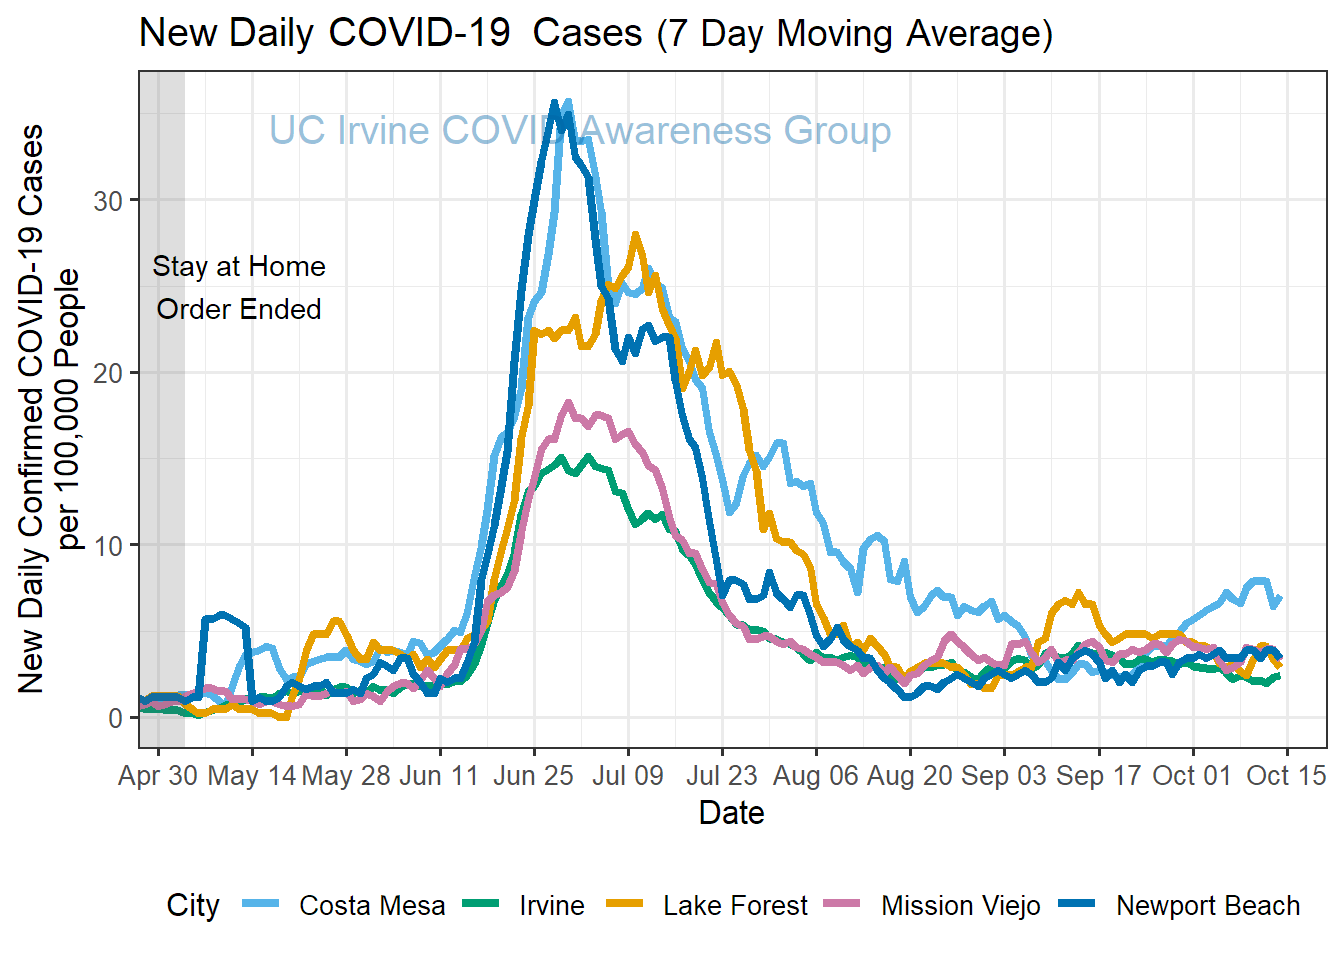 New Daily COVID-19 Cases (7 Day Moving Average)
UC Irvine COVID Awareness Group
Stay at Home
Order Ended
New Daily Confirmed COVID-19 Cases
per 100,000 People
30
20
10
0
Apr 30 May 14 May 28 Jun 11 Jun 25 Jul 09 Jul 23 Aug 06 Aug 20 Sep 03 Sep 17 Oct 01 Oct 15
Date
City Costa Mesa Irvine Lake Forest Mission Viejo Newport Beach